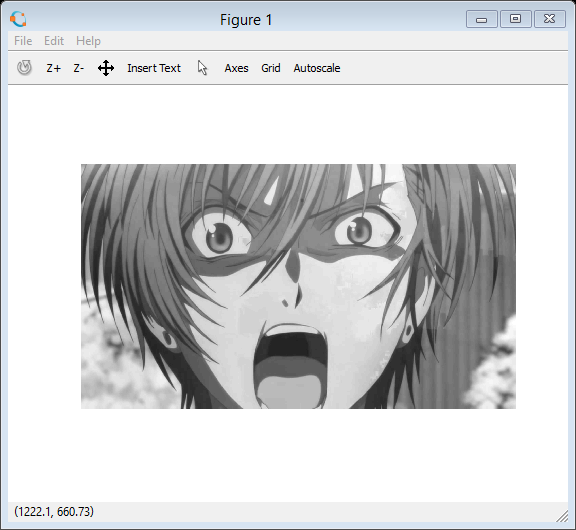 Figure 1
File Edit Help
Z+ Z- Insert Text Axes Grid Autoscale
(1222.1, 660.73)